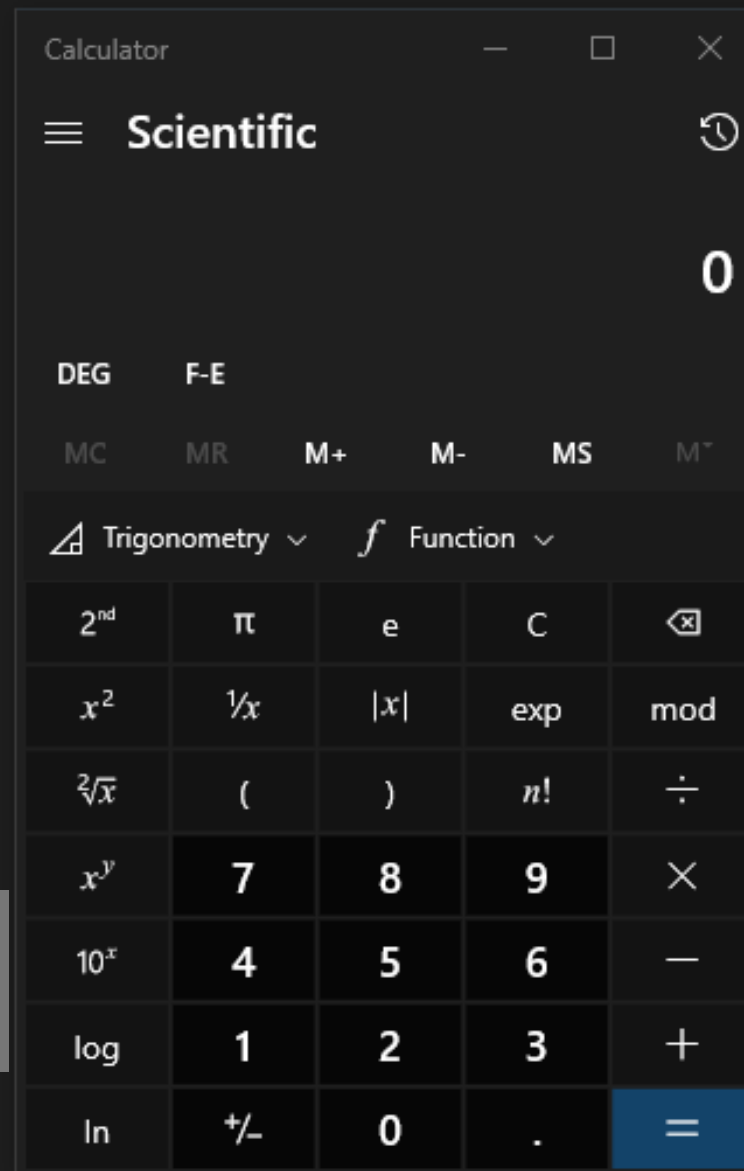 Calculator
Scientific
0
DEG F-E
MC MR M+ M- MS Mˇ
Trigonometry f Function
2ⁿᵈ π e C
x² ¹/x |x| exp mod
²√x ( ) n! ÷
xʸ 7 8 9 ×
10ˣ 4 5 6 −
log 1 2 3 +
ln +/− 0 . =